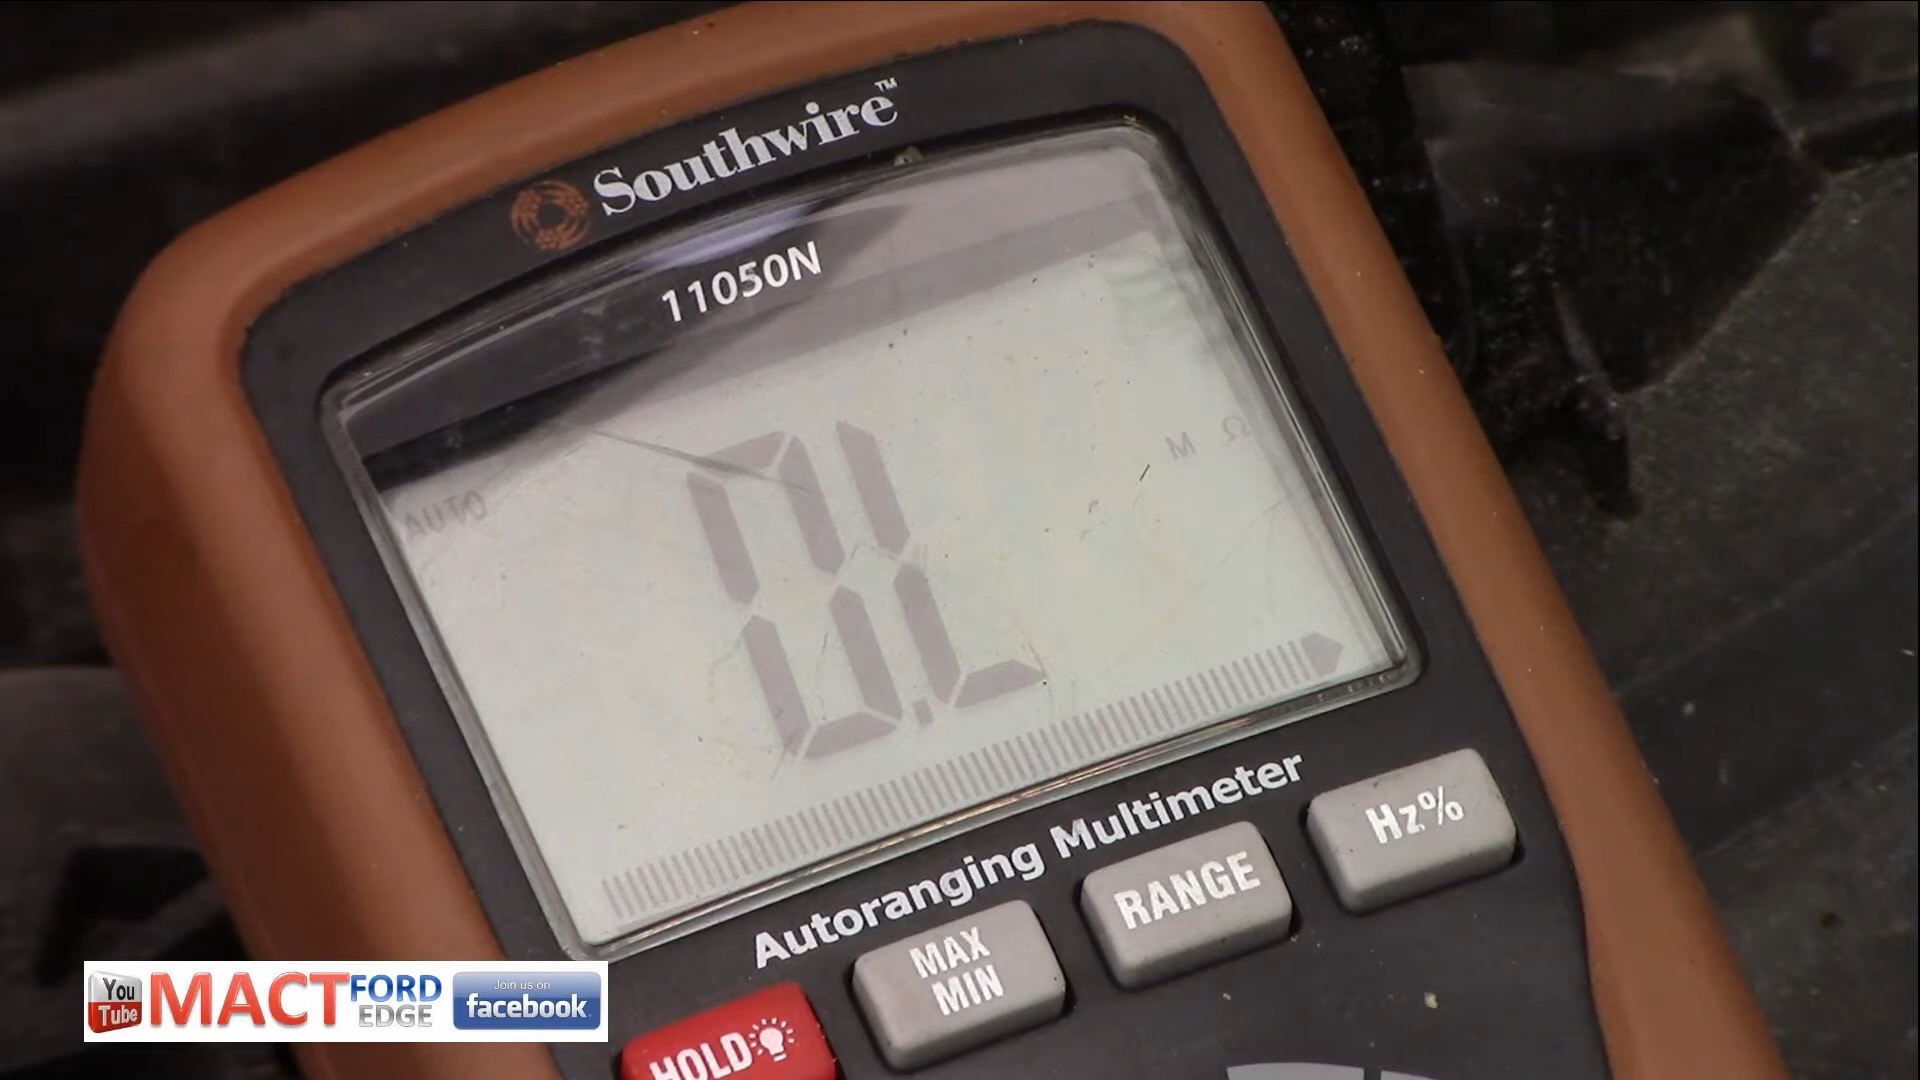 Southwire™
11050N
AUTO
M Ω
0.L
Autoranging Multimeter
Hz%
RANGE
MAX
MIN
HOLD
You
Tube
MACT FORD
EDGE
Join us on
facebook